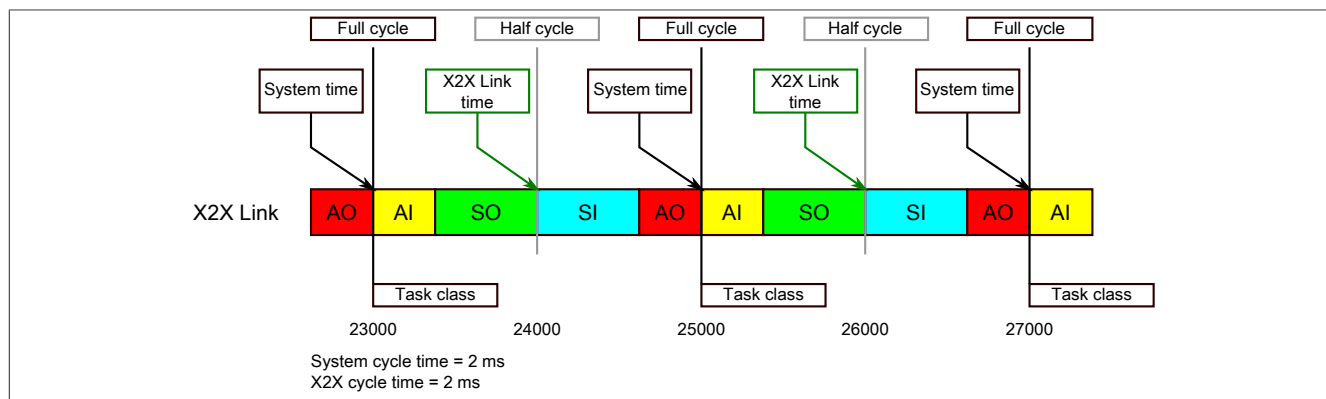 Full cycle
Half cycle
Full cycle
Half cycle
Full cycle
System time
X2X Link
time
System time
X2X Link
time
System time
X2X Link
AO
AI
SO
SI
AO
AI
SO
SI
AO
AI
Task class
Task class
Task class
23000
24000
25000
26000
27000
System cycle time = 2 ms
X2X cycle time = 2 ms